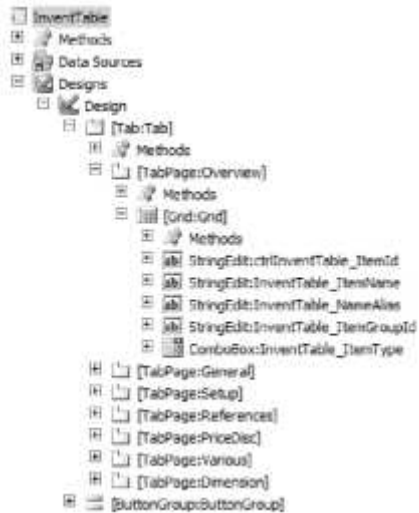 InventTable
Methods
Data Sources
Designs
Design
[Tab:Tab]
Methods
[TabPage:Overview]
Methods
[Grid:Grid]
Methods
StringEdit:ctrlInventTable_ItemId
StringEdit:InventTable_ItemName
StringEdit:InventTable_NameAlias
StringEdit:InventTable_ItemGroupId
ComboBox:InventTable_ItemType
[TabPage:General]
[TabPage:Setup]
[TabPage:References]
[TabPage:PriceDisc]
[TabPage:Various]
[TabPage:Dimension]
[ButtonGroup:ButtonGroup]